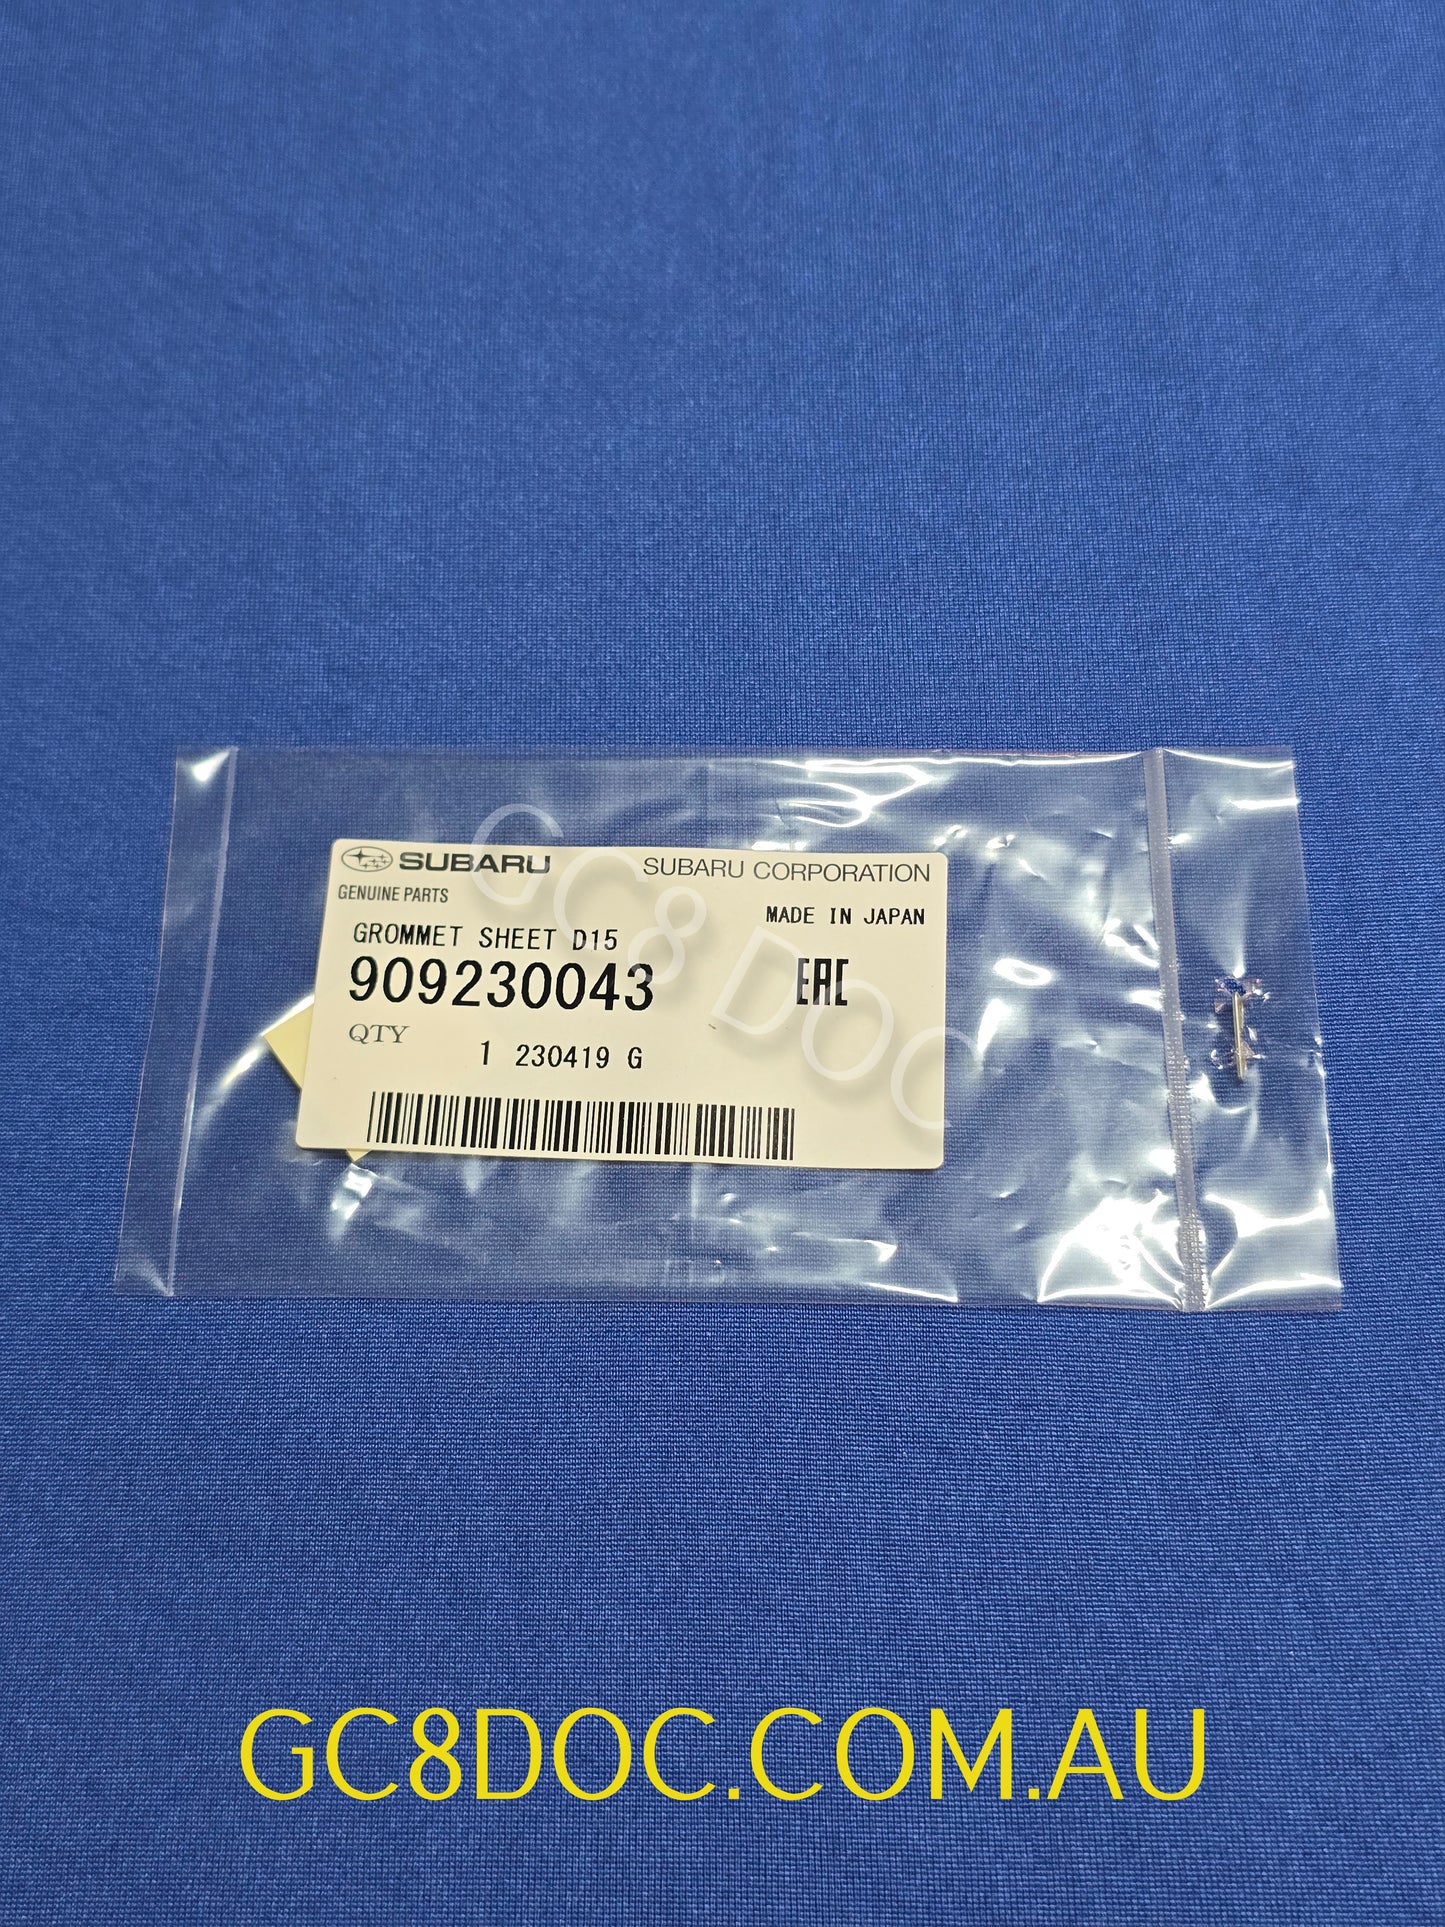 SUBARU
SUBARU CORPORATION
GENUINE PARTS
MADE IN JAPAN
GROMMET SHEET D15
909230043
EAC
QTY
1 230419 G
GC8 DOC
GC8DOC.COM.AU